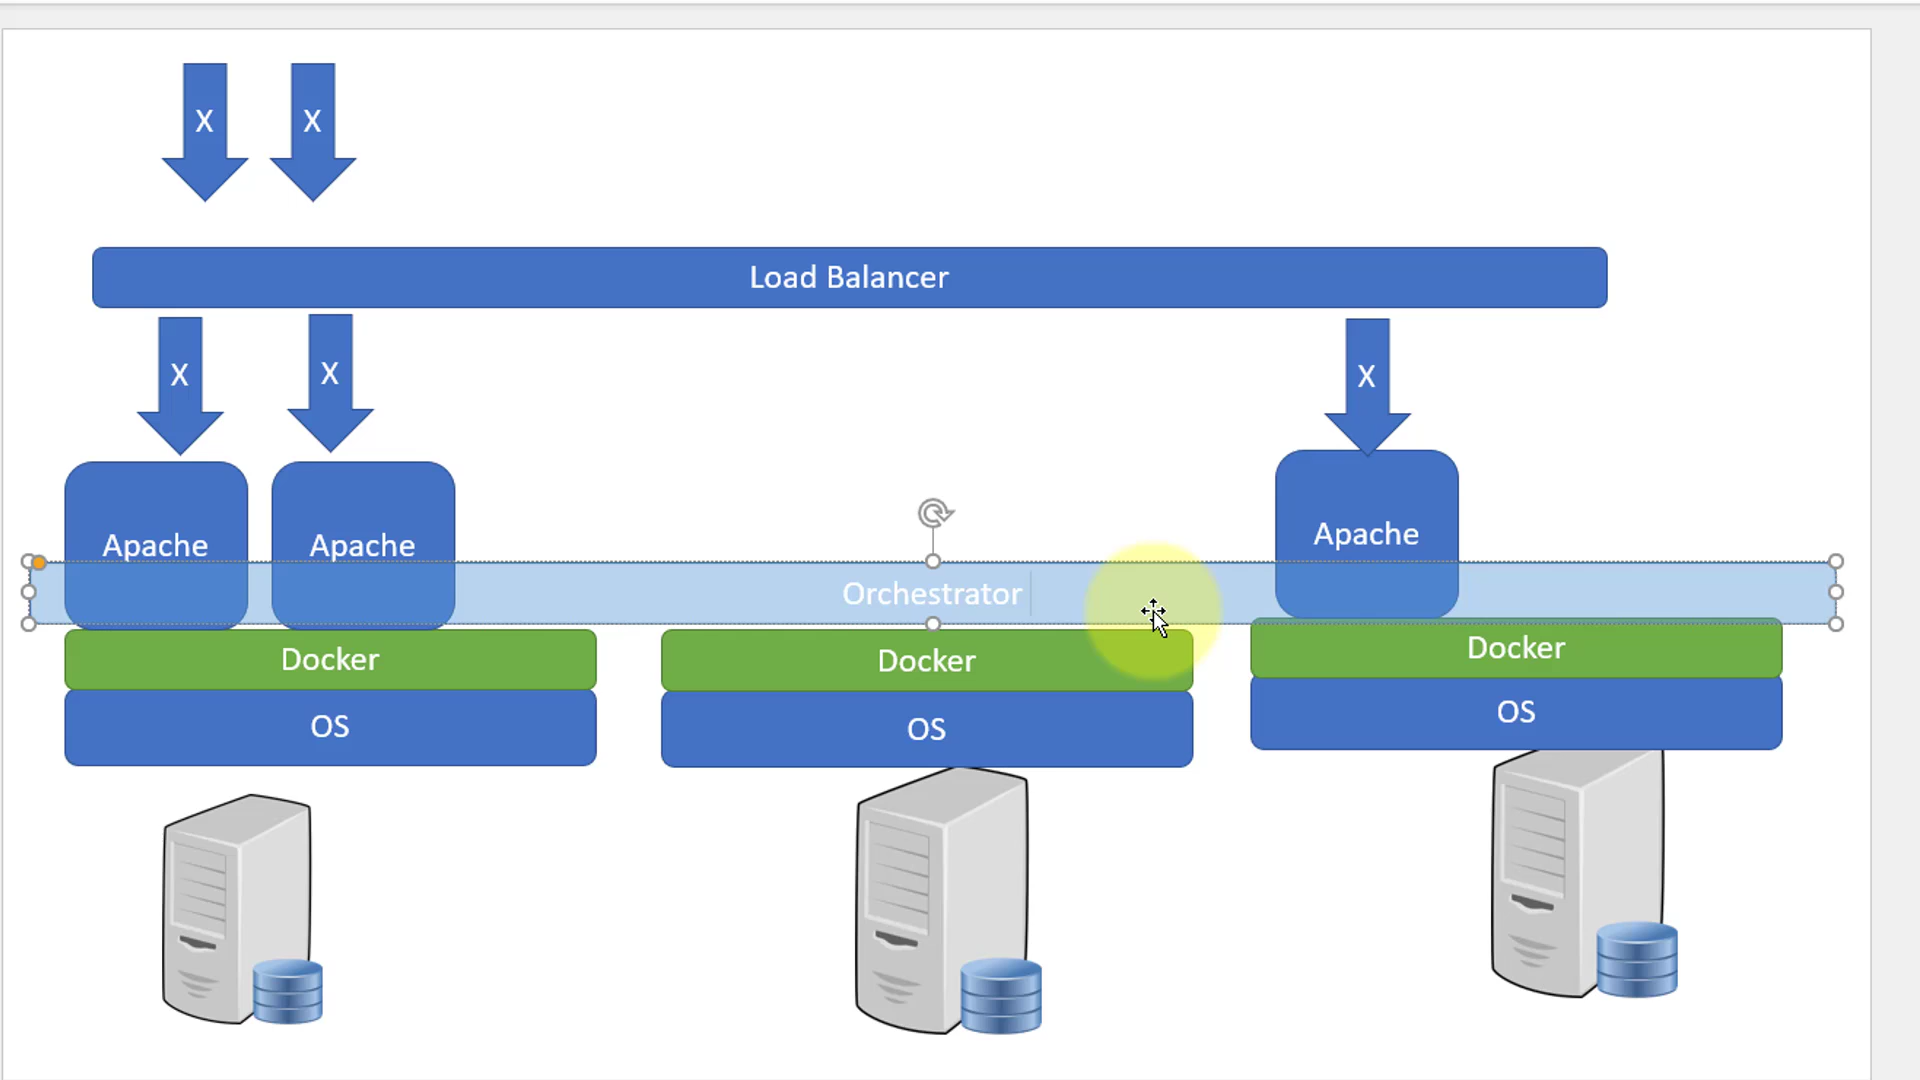 X X
Load Balancer
X X X
Apache Apache Apache
Orchestrator
Docker Docker Docker
OS OS OS